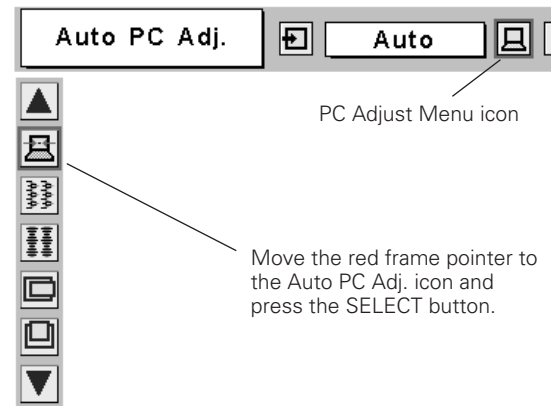 Auto PC Adj.
Auto
PC Adjust Menu icon
Move the red frame pointer to
the Auto PC Adj. icon and
press the SELECT button.